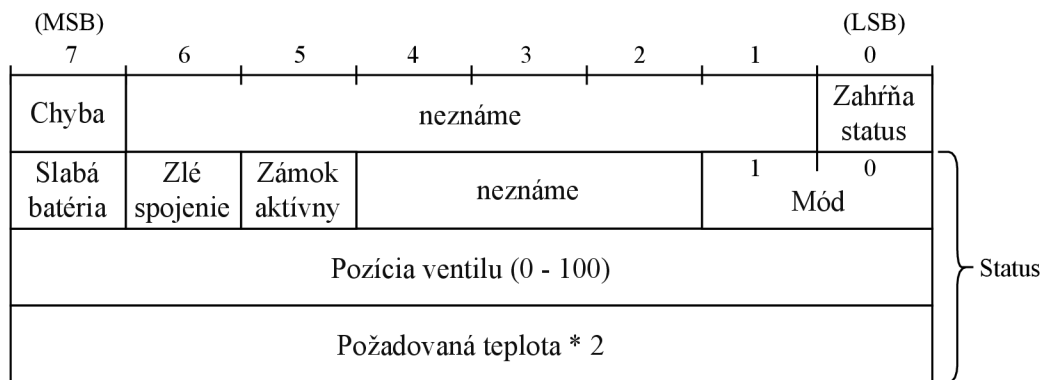 (MSB) (LSB)
7 6 5 4 3 2 1 0
Chyba neznáme Zahŕňa
status
Slabá
batéria
Zlé
spojenie
Zámok
aktívny
neznáme
1 0
Mód
Pozícia ventilu (0 - 100)
Požadovaná teplota * 2
Status